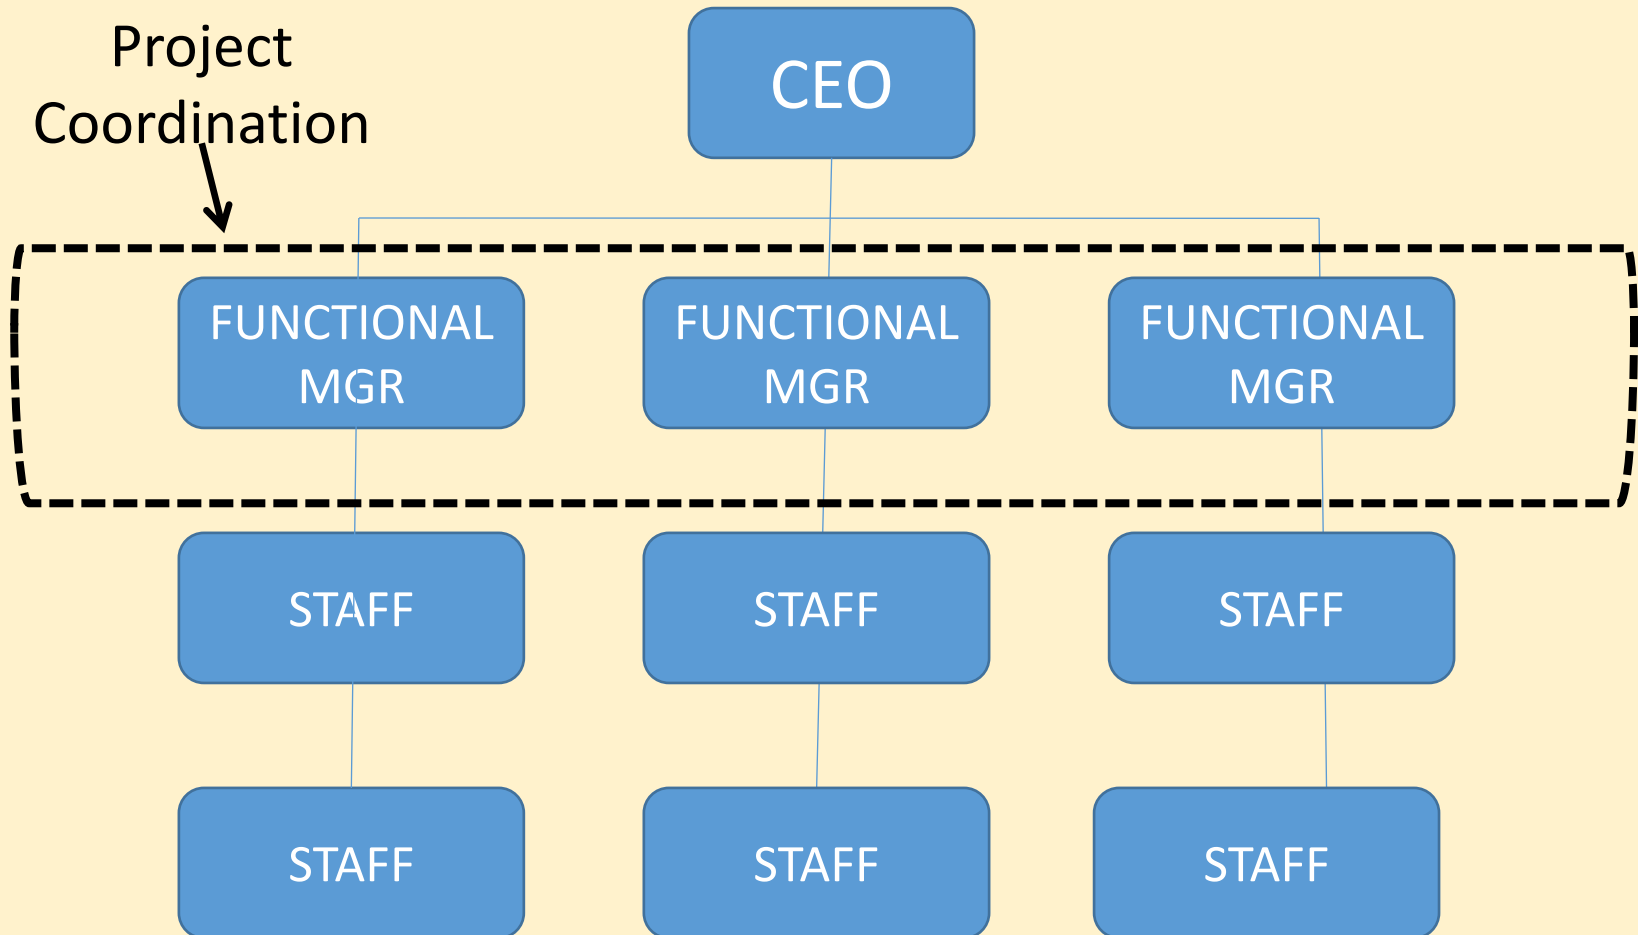 Project
Coordination
CEO
FUNCTIONAL
MGR
FUNCTIONAL
MGR
FUNCTIONAL
MGR
STAFF
STAFF
STAFF
STAFF
STAFF
STAFF